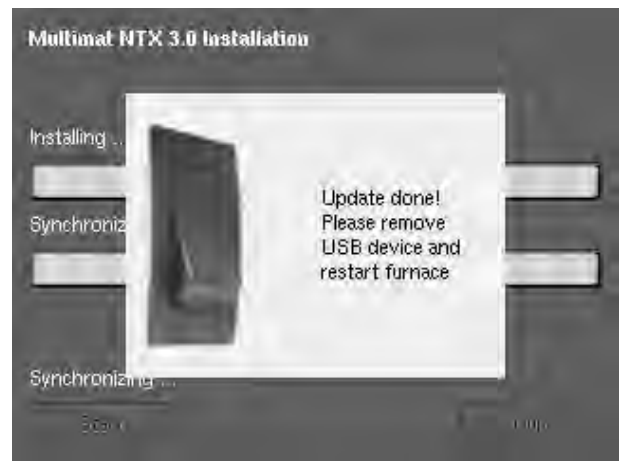 Multimat NTX 3.0 Installation
Installing ..
Update done!
Please remove
Synchroniz
USB device and
restart furnace
Synchronizing ...